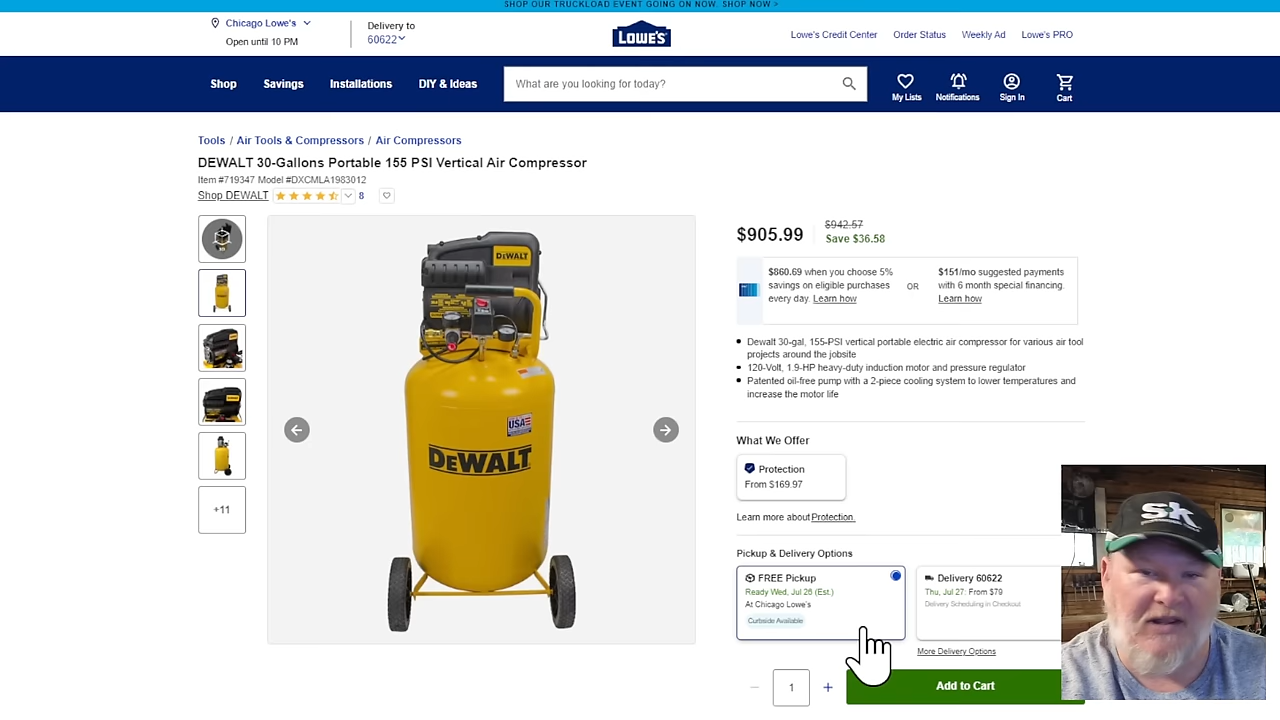 SHOP OUR TRUCKLOAD EVENT GOING ON NOW. SHOP NOW >
Chicago Lowe's
Open until 10 PM
Delivery to
60622
LOWE'S
Lowe's Credit Center
Order Status
Weekly Ad
Lowe's PRO
Shop
Savings
Installations
DIY & Ideas
What are you looking for today?
My Lists
Notifications
Sign In
Cart
Tools / Air Tools & Compressors / Air Compressors
DEWALT 30-Gallons Portable 155 PSI Vertical Air Compressor
Item #719347 Model #DXCMLA1983012
Shop DEWALT
8
+11
DEWALT
USA
DEWALT
$905.99
$942.57
Save $36.58
$860.69 when you choose 5%
savings on eligible purchases
every day. Learn how
OR
$151/mo suggested payments
with 6 month special financing.
Learn how
Dewalt 30-gal, 155-PSI vertical portable electric air compressor for various air tool
projects around the jobsite
120-Volt, 1.9-HP heavy-duty induction motor and pressure regulator
Patented oil-free pump with a 2-piece cooling system to lower temperatures and
increase the motor life
What We Offer
Protection
From $169.97
Learn more about Protection.
Pickup & Delivery Options
FREE Pickup
Ready Wed, Jul 26 (Est.)
At Chicago Lowe's
Curbside Available
Delivery 60622
Thu, Jul 27: From $79
Delivery Scheduling in Checkout
More Delivery Options
− 1 +
Add to Cart
sk